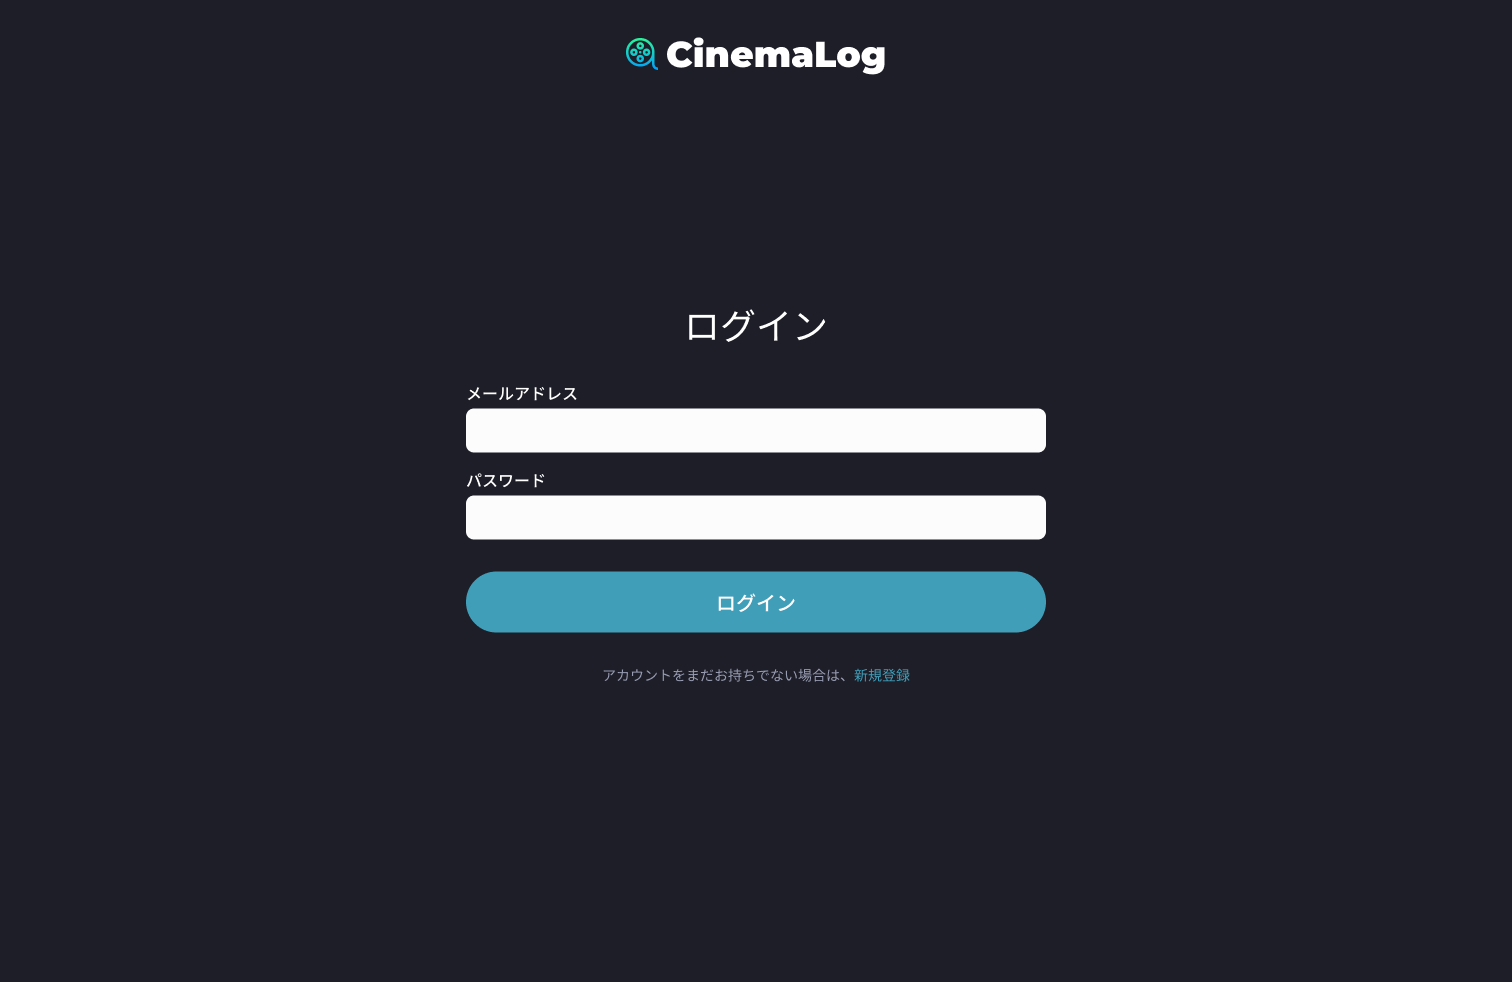 CinemaLog
ログイン
メールアドレス
パスワード
ログイン
アカウントをまだお持ちでない場合は、新規登録